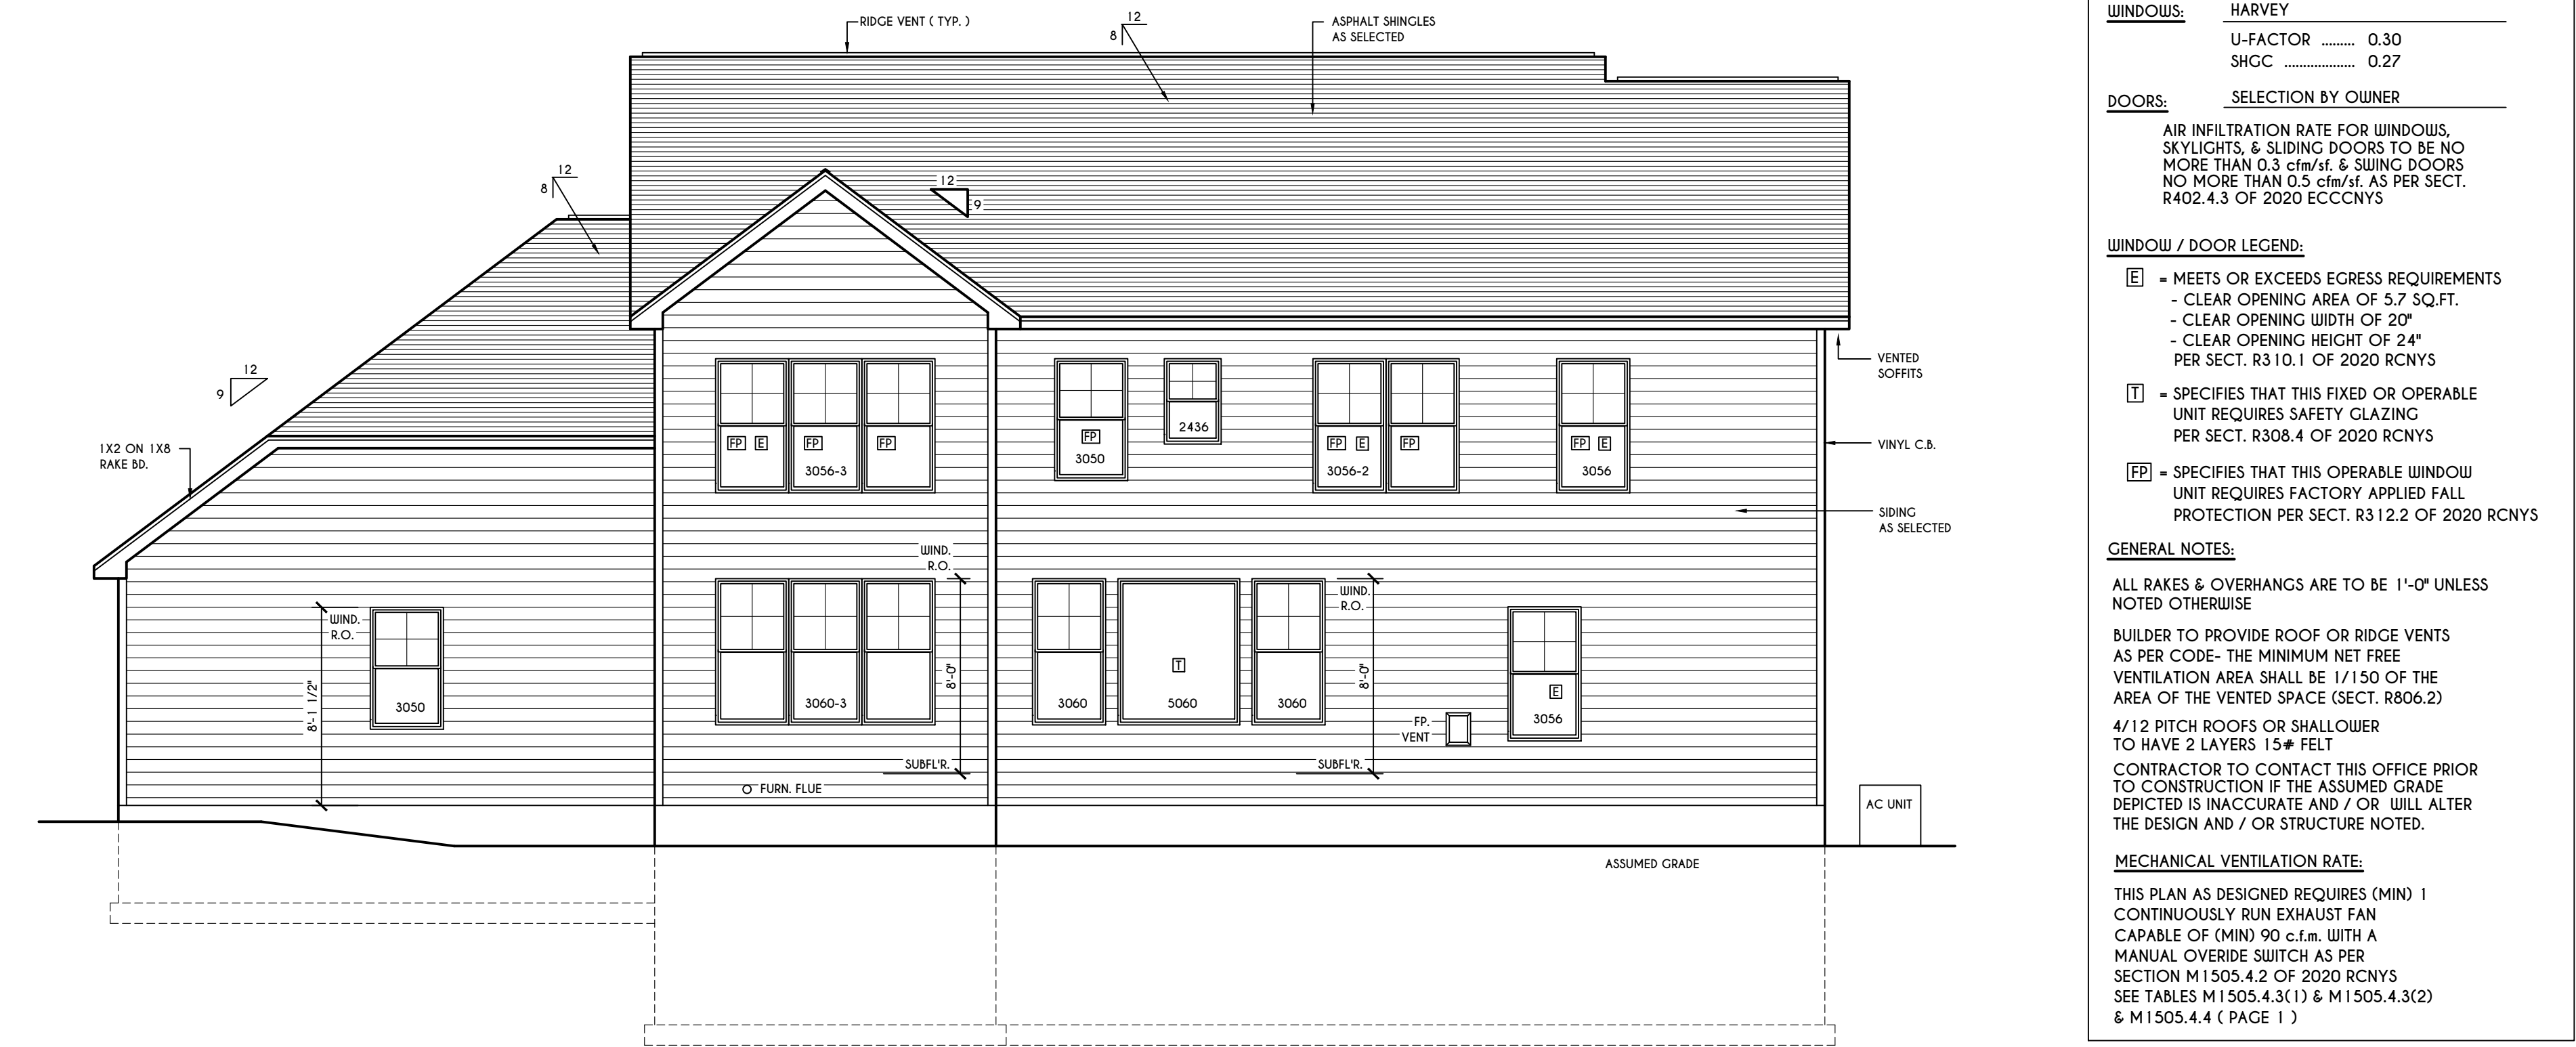 RIDGE VENT ( TYP. )
12
8
ASPHALT SHINGLES
AS SELECTED
12
8
12
9
12
9
1X2 ON 1X8
RAKE BD.
VENTED
SOFFITS
VINYL C.B.
SIDING
AS SELECTED
FP E
FP
FP
3056-3
FP
3050
2436
FP E
FP
3056-2
FP E
3056
WIND.
R.O.
8'-1 1/2"
3050
3060-3
WIND.
R.O.
8'-0"
SUBFL'R.
FURN. FLUE
3060
T
5060
3060
WIND.
R.O.
8'-0"
SUBFL'R.
FP.
VENT
E
3056
AC UNIT
ASSUMED GRADE
WINDOWS: HARVEY
U-FACTOR ......... 0.30
SHGC ................... 0.27
DOORS: SELECTION BY OWNER
AIR INFILTRATION RATE FOR WINDOWS,
SKYLIGHTS, & SLIDING DOORS TO BE NO
MORE THAN 0.3 cfm/sf. & SWING DOORS
NO MORE THAN 0.5 cfm/sf. AS PER SECT.
R402.4.3 OF 2020 ECCCNYS
WINDOW / DOOR LEGEND:
E = MEETS OR EXCEEDS EGRESS REQUIREMENTS
- CLEAR OPENING AREA OF 5.7 SQ.FT.
- CLEAR OPENING WIDTH OF 20"
- CLEAR OPENING HEIGHT OF 24"
PER SECT. R310.1 OF 2020 RCNYS
T = SPECIFIES THAT THIS FIXED OR OPERABLE
UNIT REQUIRES SAFETY GLAZING
PER SECT. R308.4 OF 2020 RCNYS
FP = SPECIFIES THAT THIS OPERABLE WINDOW
UNIT REQUIRES FACTORY APPLIED FALL
PROTECTION PER SECT. R312.2 OF 2020 RCNYS
GENERAL NOTES:
ALL RAKES & OVERHANGS ARE TO BE 1'-0" UNLESS
NOTED OTHERWISE
BUILDER TO PROVIDE ROOF OR RIDGE VENTS
AS PER CODE- THE MINIMUM NET FREE
VENTILATION AREA SHALL BE 1/150 OF THE
AREA OF THE VENTED SPACE (SECT. R806.2)
4/12 PITCH ROOFS OR SHALLOWER
TO HAVE 2 LAYERS 15# FELT
CONTRACTOR TO CONTACT THIS OFFICE PRIOR
TO CONSTRUCTION IF THE ASSUMED GRADE
DEPICTED IS INACCURATE AND / OR WILL ALTER
THE DESIGN AND / OR STRUCTURE NOTED.
MECHANICAL VENTILATION RATE:
THIS PLAN AS DESIGNED REQUIRES (MIN) 1
CONTINUOUSLY RUN EXHAUST FAN
CAPABLE OF (MIN) 90 c.f.m. WITH A
MANUAL OVERIDE SWITCH AS PER
SECTION M1505.4.2 OF 2020 RCNYS
SEE TABLES M1505.4.3(1) & M1505.4.3(2)
& M1505.4.4 ( PAGE 1 )